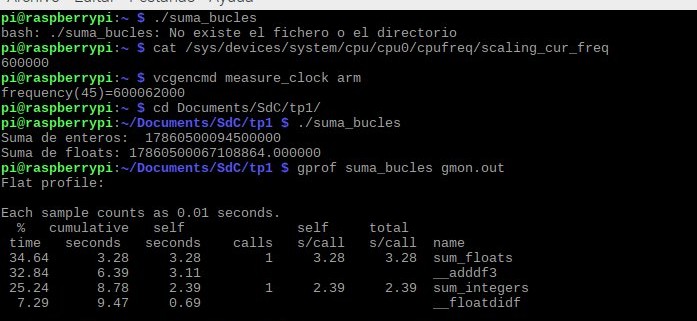 Archivo Editar Pestañas Ayuda
pi@raspberrypi:~ $ ./suma_bucles
bash: ./suma_bucles: No existe el fichero o el directorio
pi@raspberrypi:~ $ cat /sys/devices/system/cpu/cpu0/cpufreq/scaling_cur_freq
600000
pi@raspberrypi:~ $ vcgencmd measure_clock arm
frequency(45)=600062000
pi@raspberrypi:~ $ cd Documents/SdC/tp1/
pi@raspberrypi:~/Documents/SdC/tp1 $ ./suma_bucles
Suma de enteros:  17860500094500000
Suma de floats: 17860500067108864.000000
pi@raspberrypi:~/Documents/SdC/tp1 $ gprof suma_bucles gmon.out
Flat profile:

Each sample counts as 0.01 seconds.
  %   cumulative   self              self     total
 time   seconds   seconds    calls   s/call   s/call  name
 34.64      3.28     3.28        1     3.28     3.28  sum_floats
 32.84      6.39     3.11                             __adddf3
 25.24      8.78     2.39        1     2.39     2.39  sum_integers
  7.29      9.47     0.69                             __floatdidf